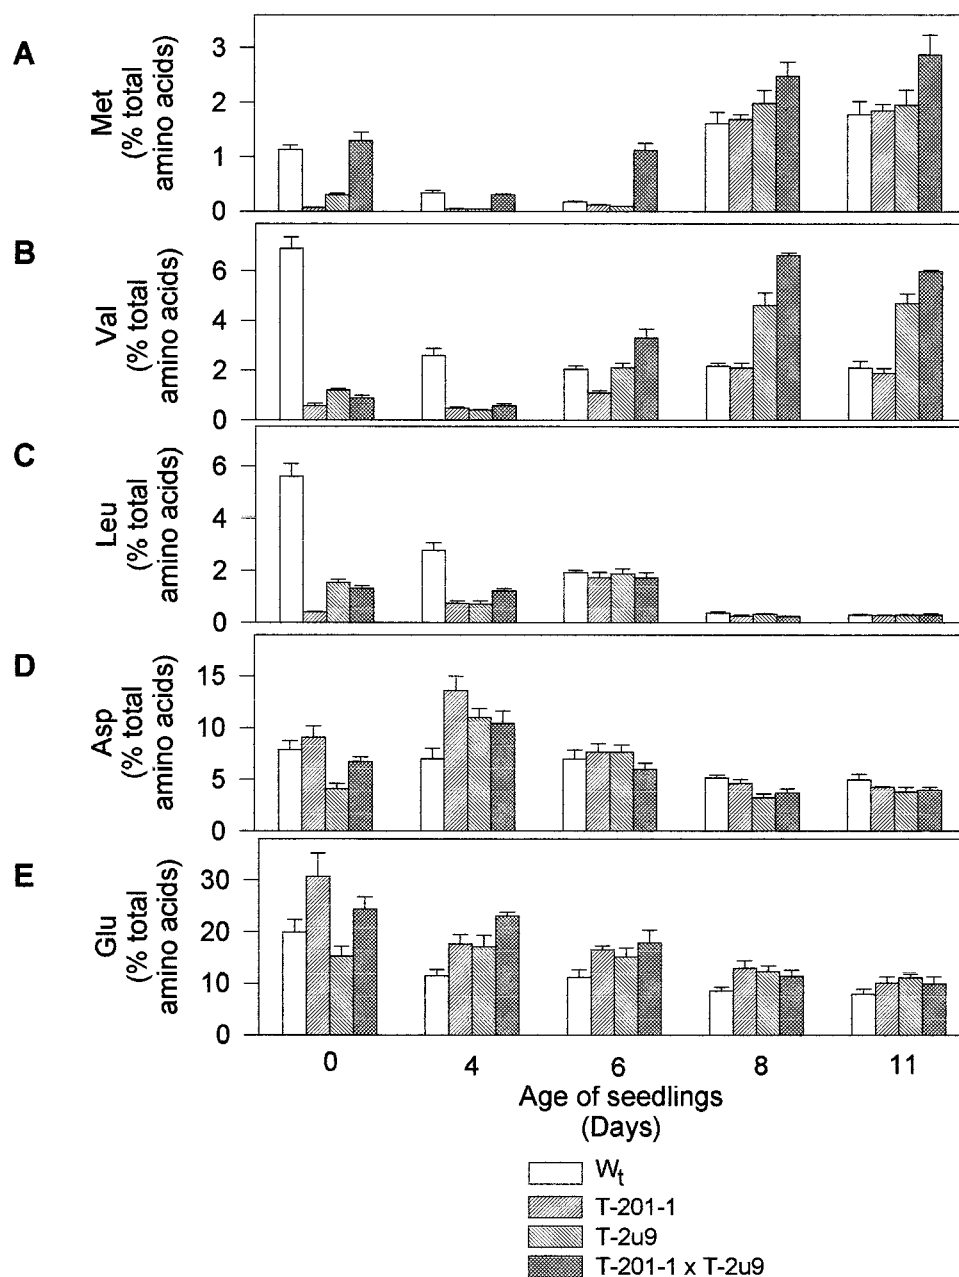 A
Met
(% total
amino acids)
3
2
1
0
B
Val
(% total
amino acids)
6
4
2
0
C
Leu
(% total
amino acids)
6
4
2
0
D
Asp
(% total
amino acids)
15
10
5
0
E
Glu
(% total
amino acids)
30
20
10
0
0 4 6 8 11
Age of seedlings
(Days)
Wt
T-201-1
T-2u9
T-201-1 x T-2u9